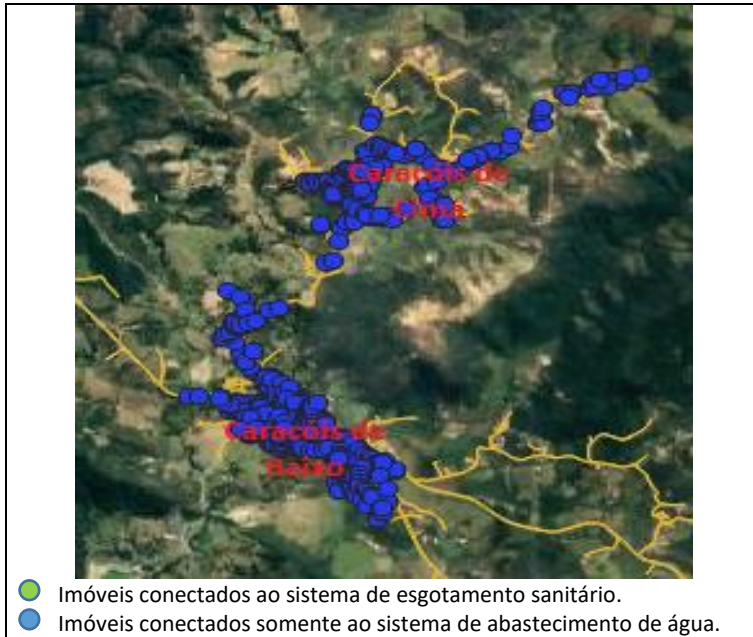 Caracóis de
Cima
Caracóis de
Baixo
Imóveis conectados ao sistema de esgotamento sanitário.
Imóveis conectados somente ao sistema de abastecimento de água.